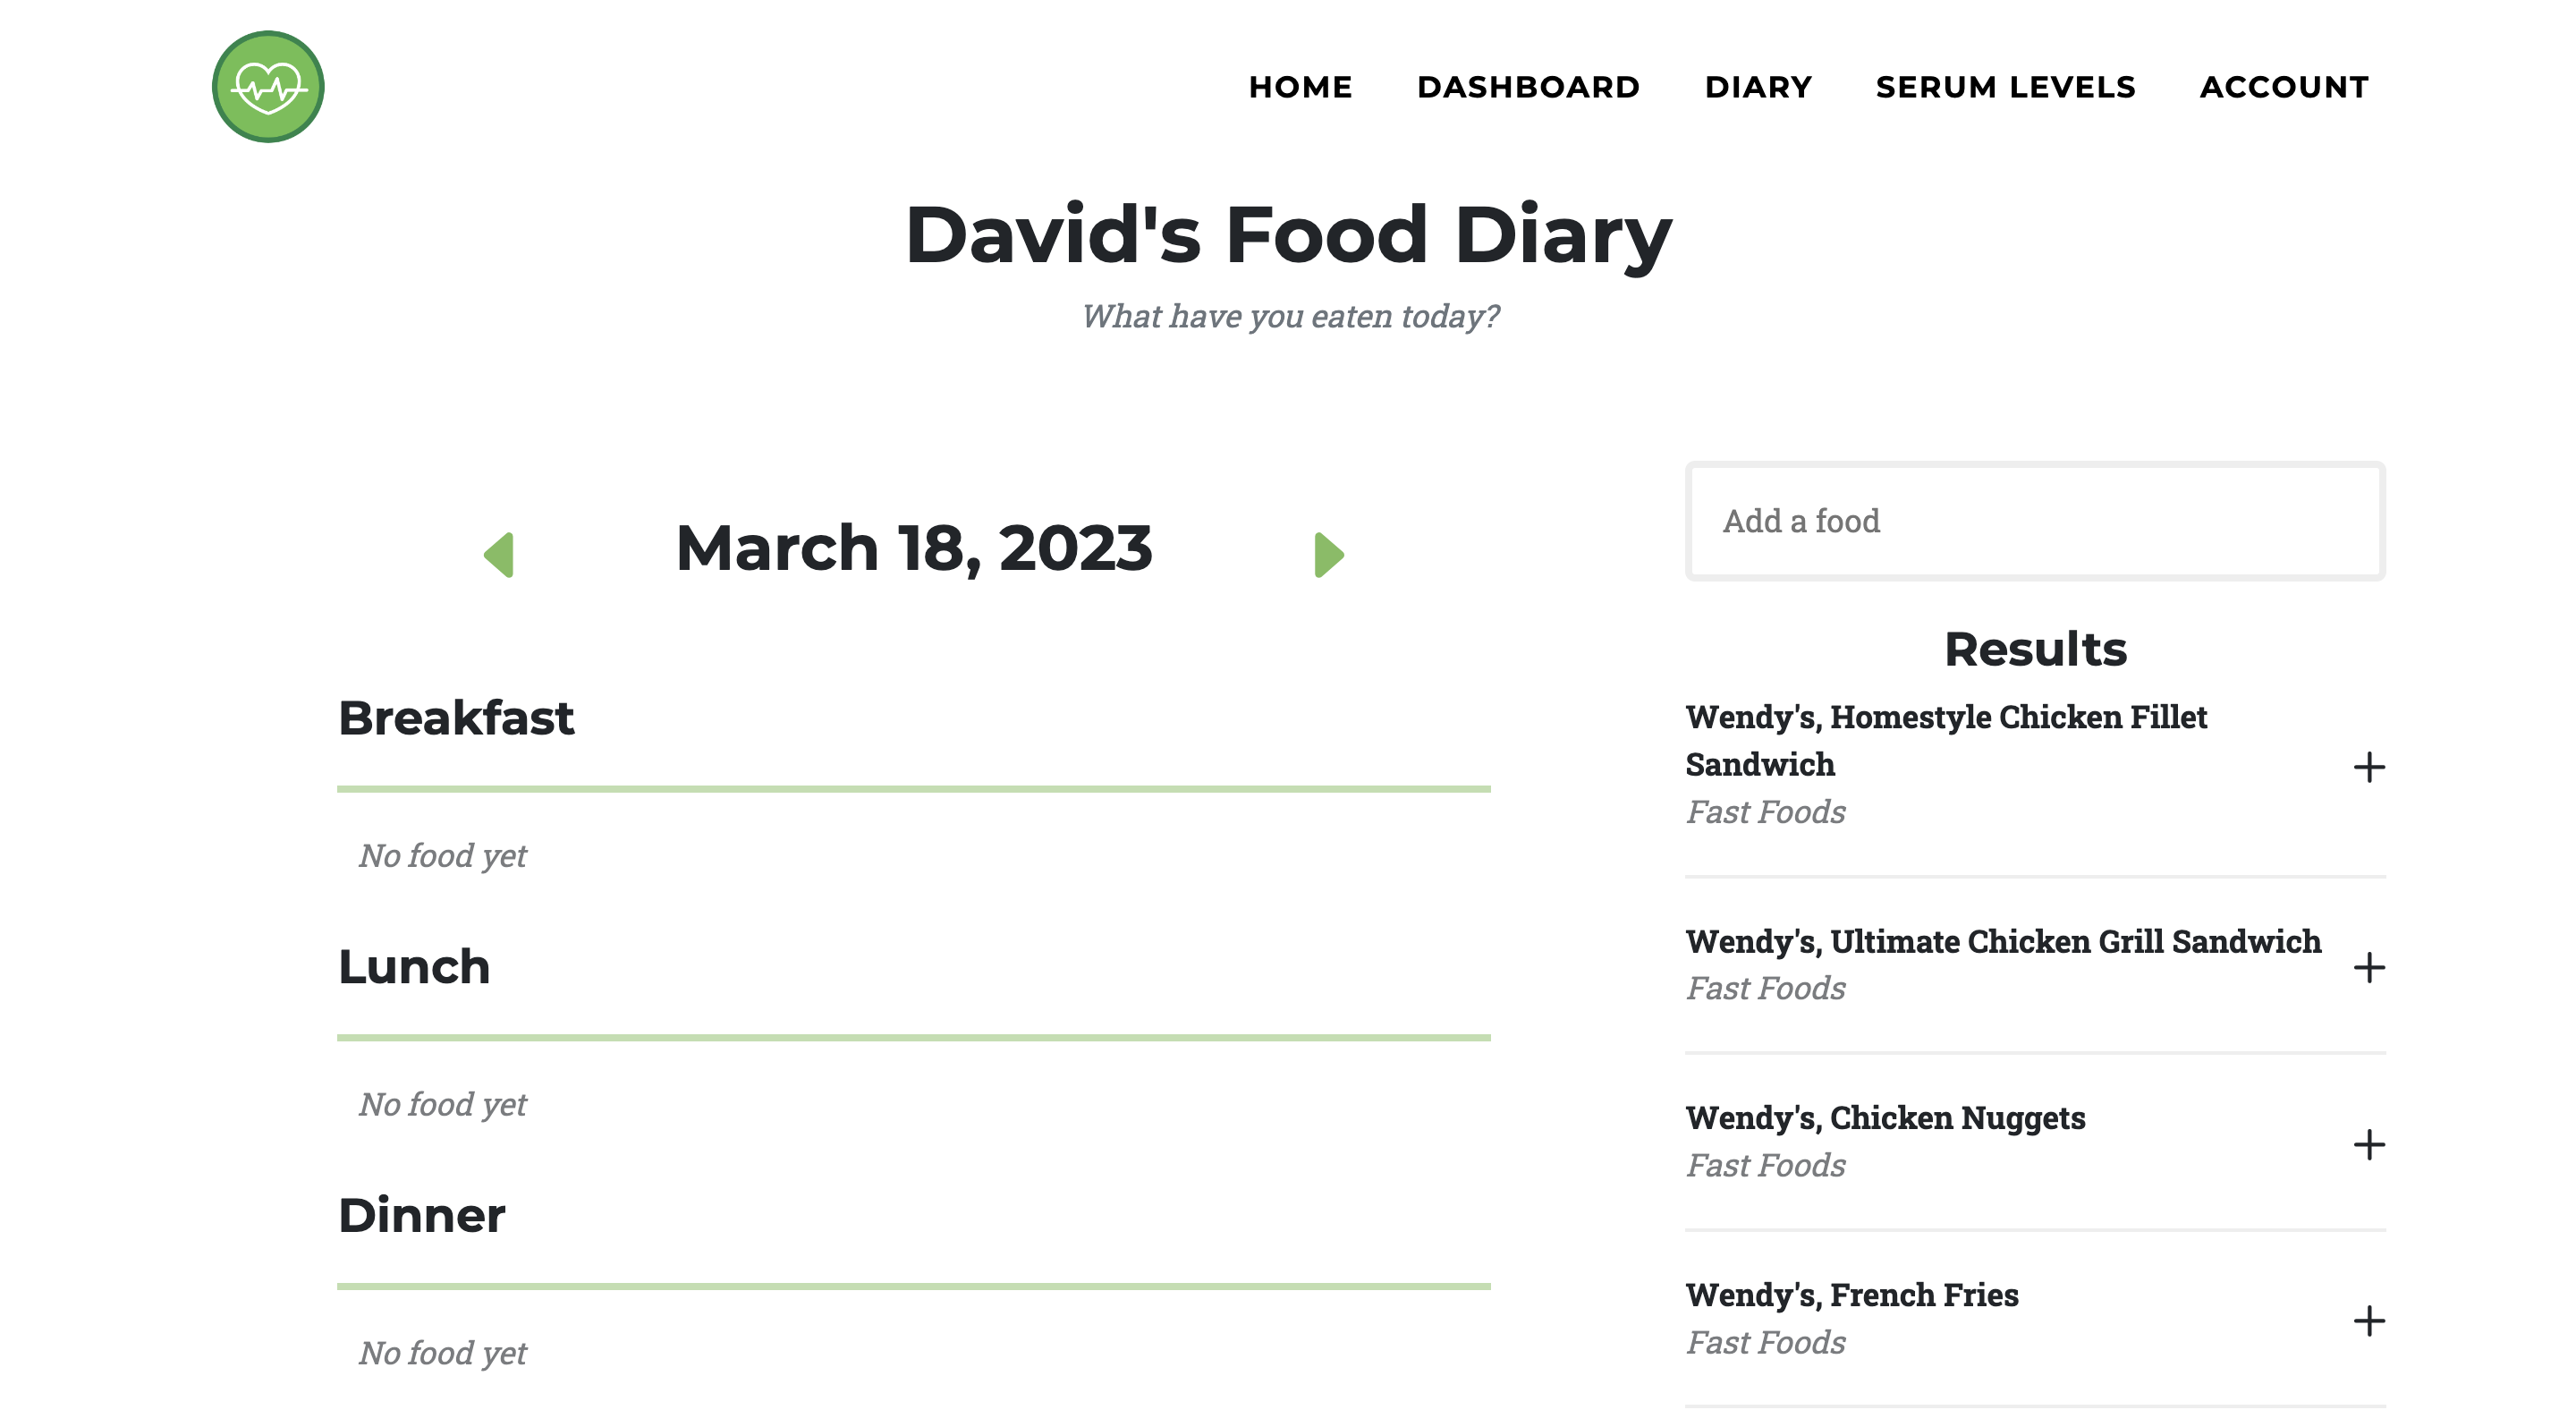 HOME DASHBOARD DIARY SERUM LEVELS ACCOUNT
David's Food Diary
What have you eaten today?
March 18, 2023
Breakfast
No food yet
Lunch
No food yet
Dinner
No food yet
Add a food
Results
Wendy's, Homestyle Chicken Fillet
Sandwich
Fast Foods
Wendy's, Ultimate Chicken Grill Sandwich
Fast Foods
Wendy's, Chicken Nuggets
Fast Foods
Wendy's, French Fries
Fast Foods